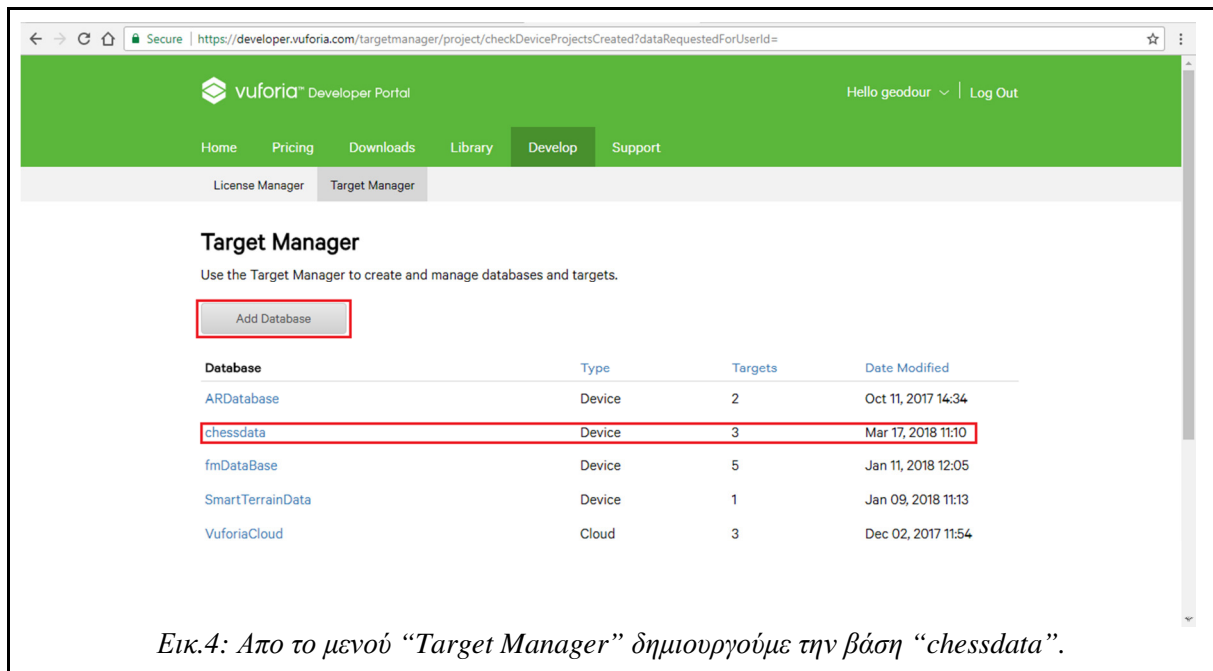 Secure | https://developer.vuforia.com/targetmanager/project/checkDeviceProjectsCreated?dataRequestedForUserId=
vuforia™ Developer Portal
Hello geodour | Log Out
Home Pricing Downloads Library Develop Support
License Manager Target Manager
Target Manager
Use the Target Manager to create and manage databases and targets.
Add Database
Database Type Targets Date Modified
ARDatabase Device 2 Oct 11, 2017 14:34
chessdata Device 3 Mar 17, 2018 11:10
fmDataBase Device 5 Jan 11, 2018 12:05
SmartTerrainData Device 1 Jan 09, 2018 11:13
VuforiaCloud Cloud 3 Dec 02, 2017 11:54
Εικ.4: Απο το μενού “Target Manager” δημιουργούμε την βάση “chessdata”.